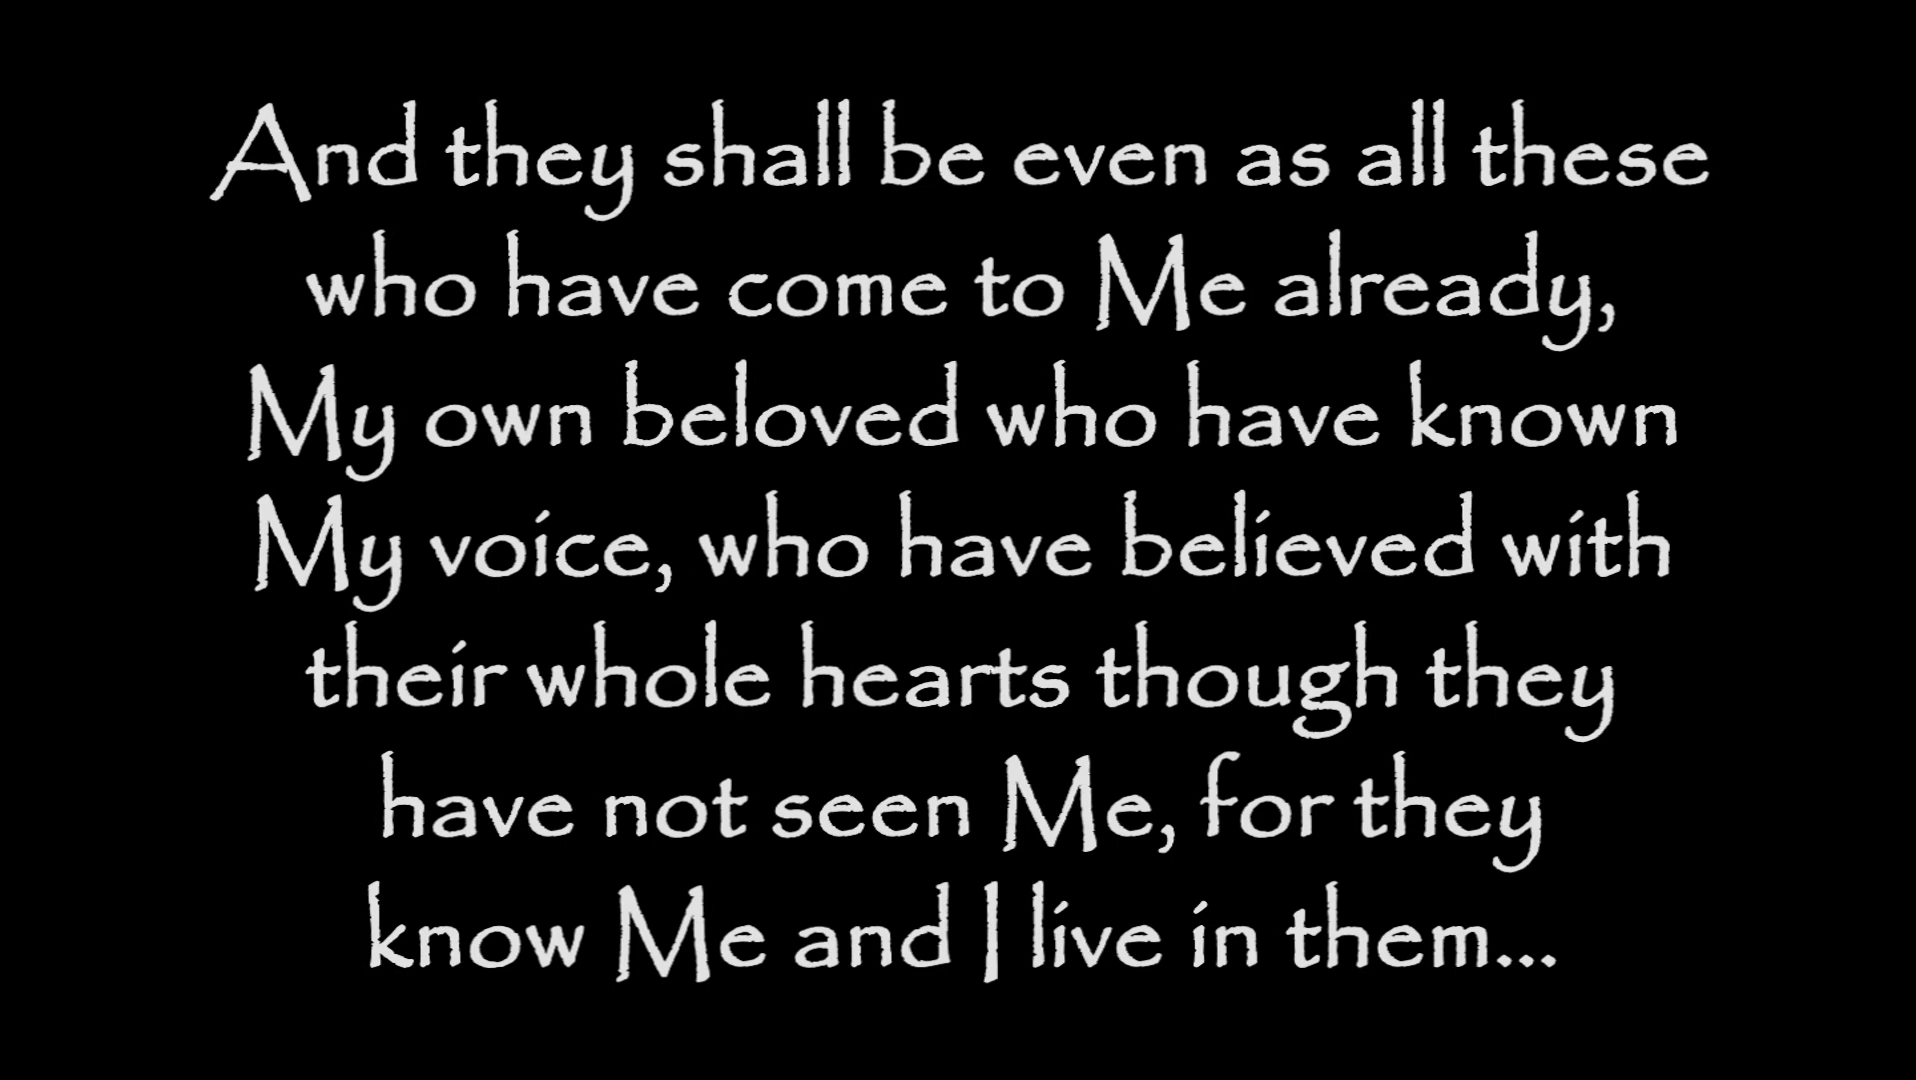 And they shall be even as all these
who have come to Me already,
My own beloved who have known
My voice, who have believed with
their whole hearts though they
have not seen Me, for they
know Me and I live in them...